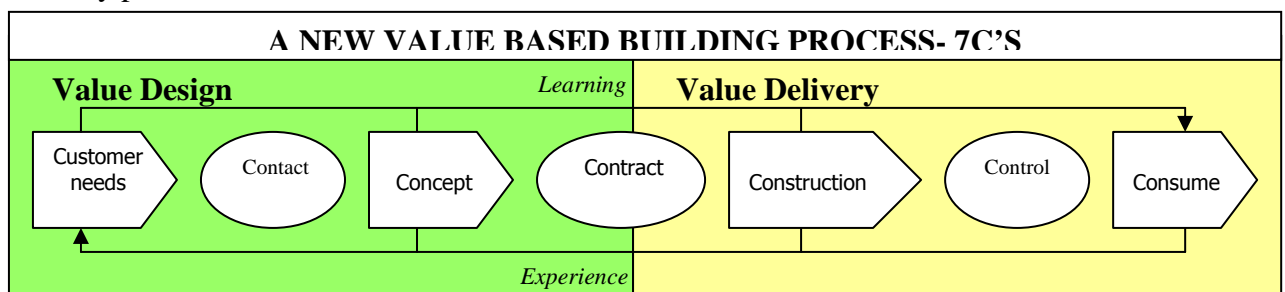 A NEW VALUE BASED BUILDING PROCESS- 7C'S
Value Design
Learning
Value Delivery
Customer
needs
Contact
Concept
Contract
Construction
Control
Consume
Experience